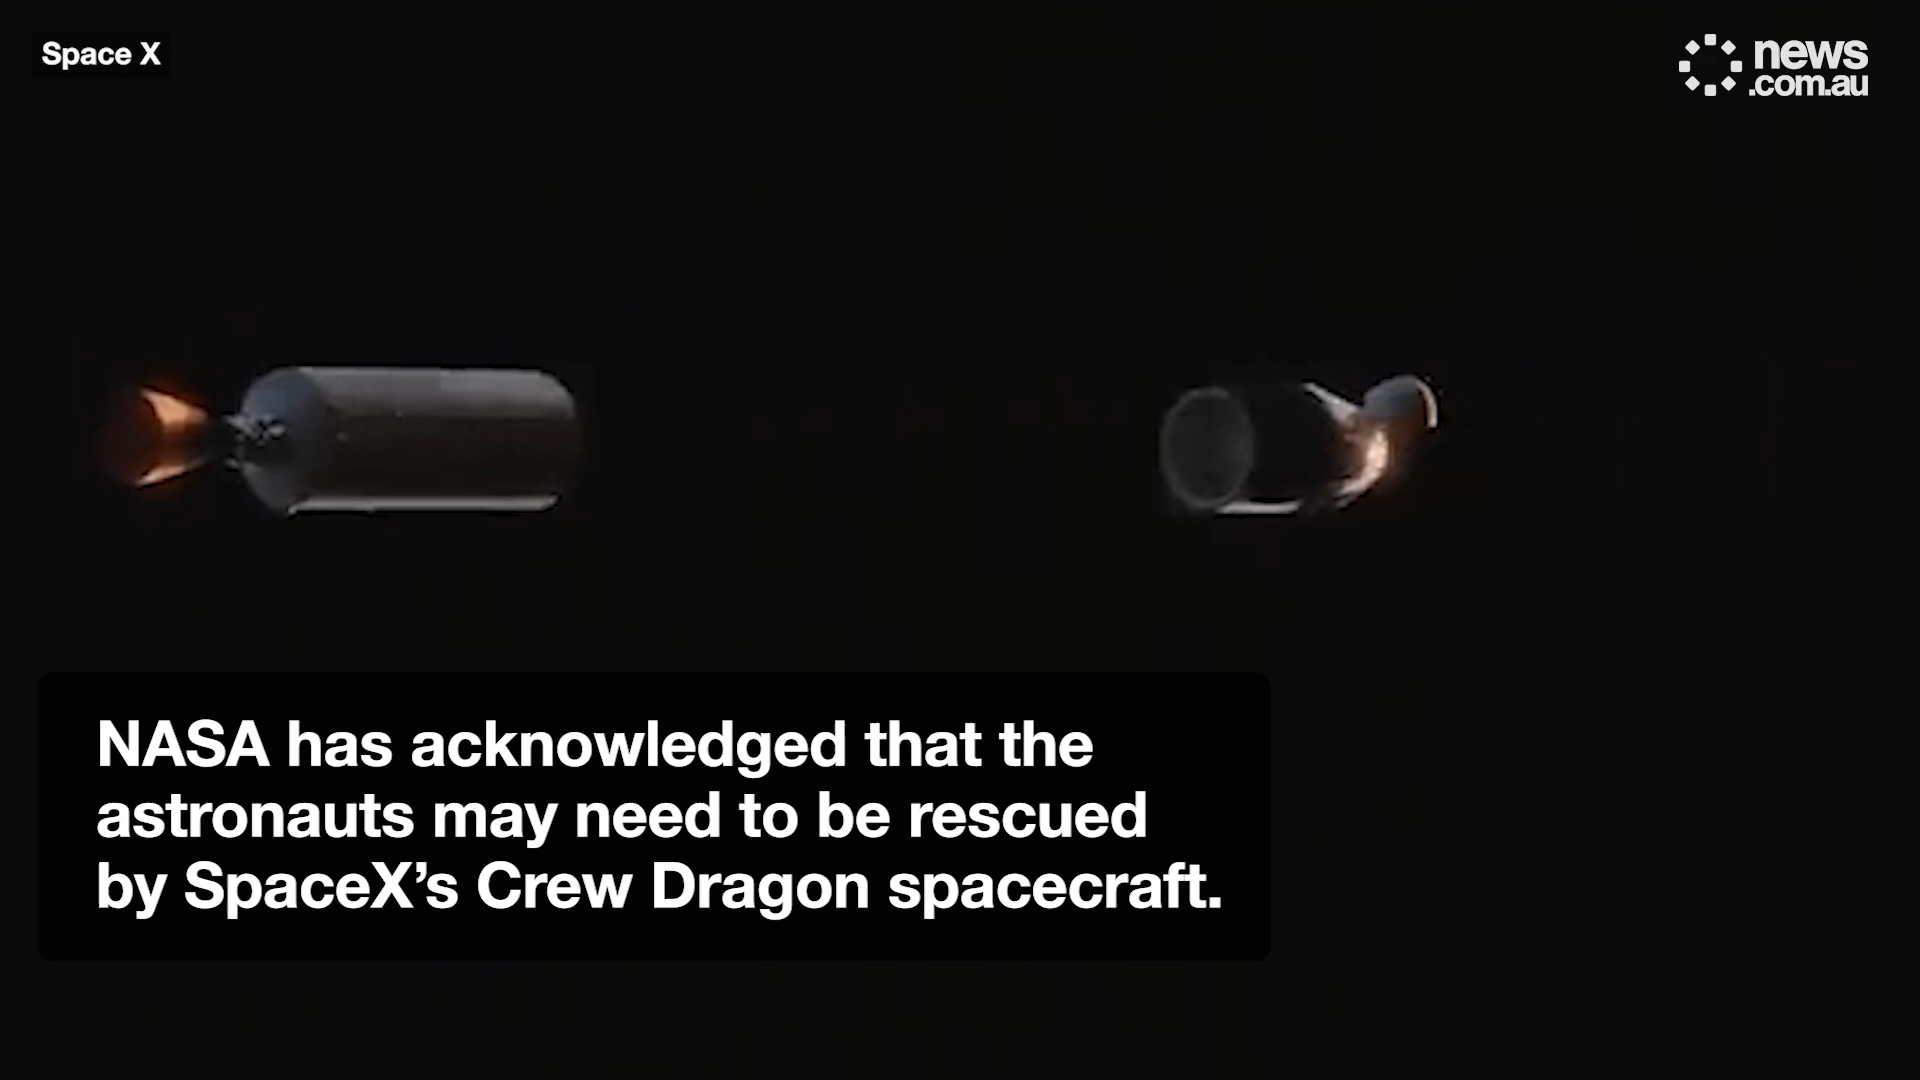 Space X
news
.com.au
NASA has acknowledged that the
astronauts may need to be rescued
by SpaceX’s Crew Dragon spacecraft.